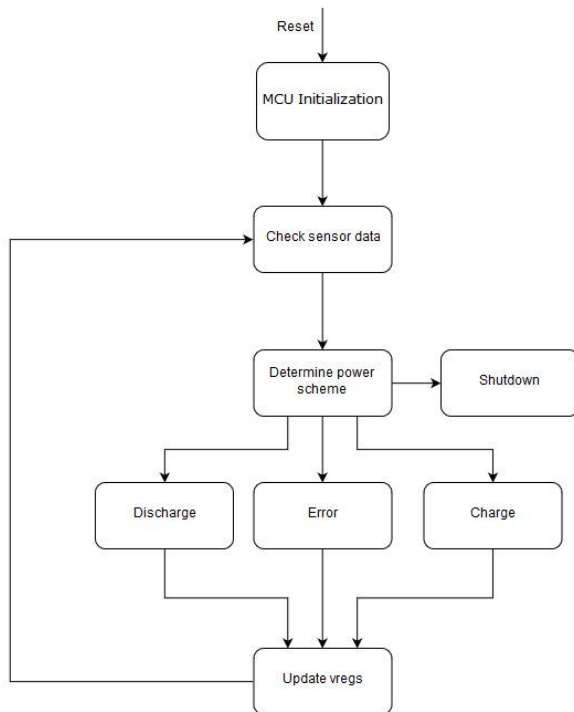 Reset
MCU Initialization
Check sensor data
Determine power
scheme
Shutdown
Discharge
Error
Charge
Update vregs